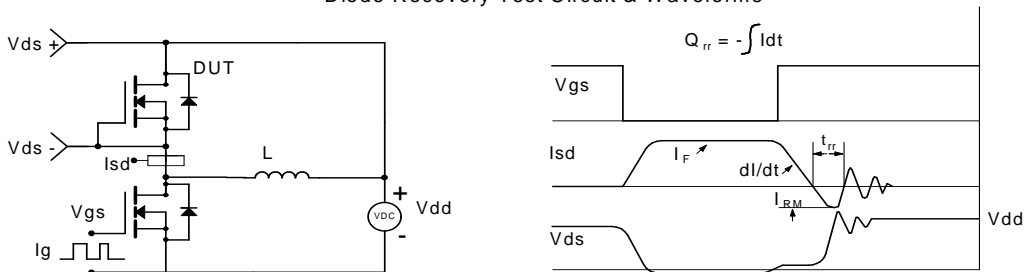 Diode Recovery Test Circuit & Waveforms
Vds +
DUT
Vds -
Isd
L
Vgs
Ig
+
VDC
-
Vdd
Q rr = -∫Idt
Vgs
Isd
I F
dI/dt
t rr
I RM
Vds
Vdd